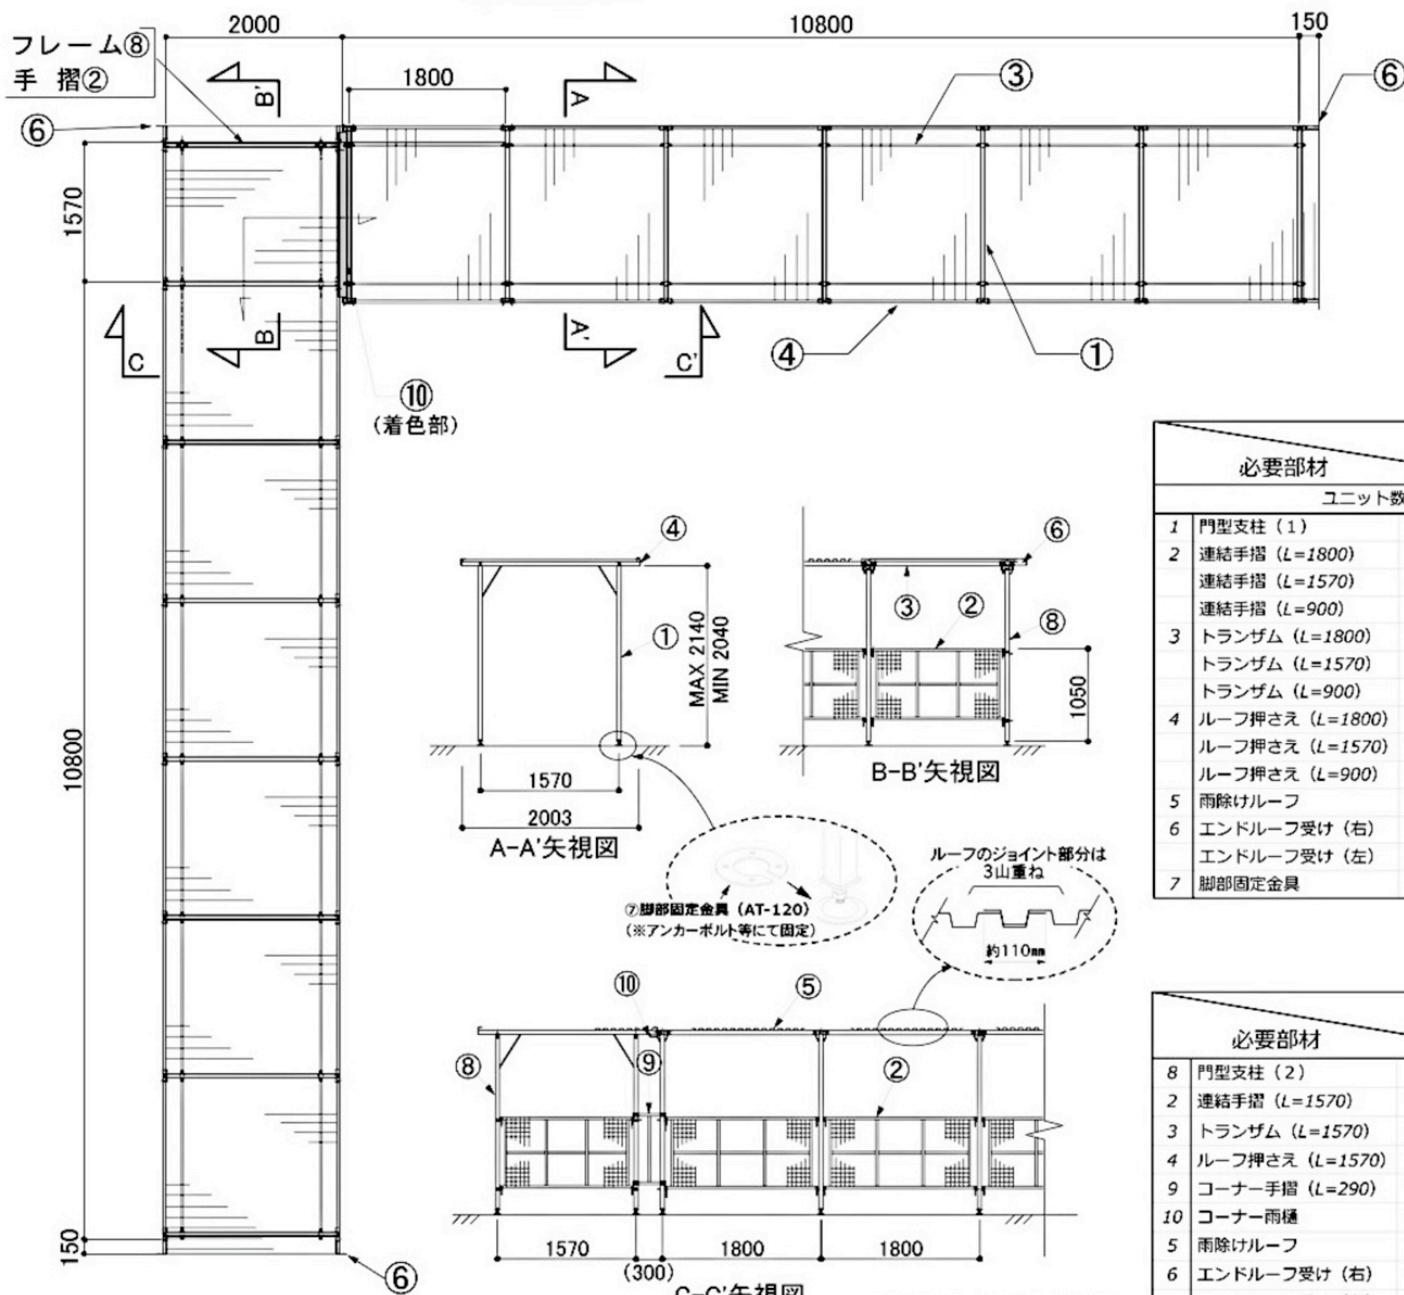 2000
10800
150
フレーム⑧
手 摺②
1800
B'
A
③
⑥
⑥
1570
C
B
A'
C'
④
①
⑩
(着色部)
必要部材
ユニット数
1 門型支柱（1）
2 連結手摺（L=1800）
連結手摺（L=1570）
連結手摺（L=900）
3 トランザム（L=1800）
トランザム（L=1570）
トランザム（L=900）
4 ルーフ押さえ（L=1800）
ルーフ押さえ（L=1570）
ルーフ押さえ（L=900）
5 雨除けルーフ
6 エンドルーフ受け（右）
エンドルーフ受け（左）
7 脚部固定金具
④
①
MAX 2140
MIN 2040
1570
2003
A-A'矢視図
⑥
③
②
⑧
1050
B-B'矢視図
10800
⑦脚部固定金具（AT-120）
(※アンカーボルト等にて固定)
ルーフのジョイント部分は
3山重ね
約110mm
⑩
⑤
⑧
⑨
②
1570
(300)
1800
1800
C-C'矢視図
150
⑥
必要部材
8 門型支柱（2）
2 連結手摺（L=1570）
3 トランザム（L=1570）
4 ルーフ押さえ（L=1570）
9 コーナー手摺（L=290）
10 コーナー雨樋
5 雨除けルーフ
6 エンドルーフ受け（右）